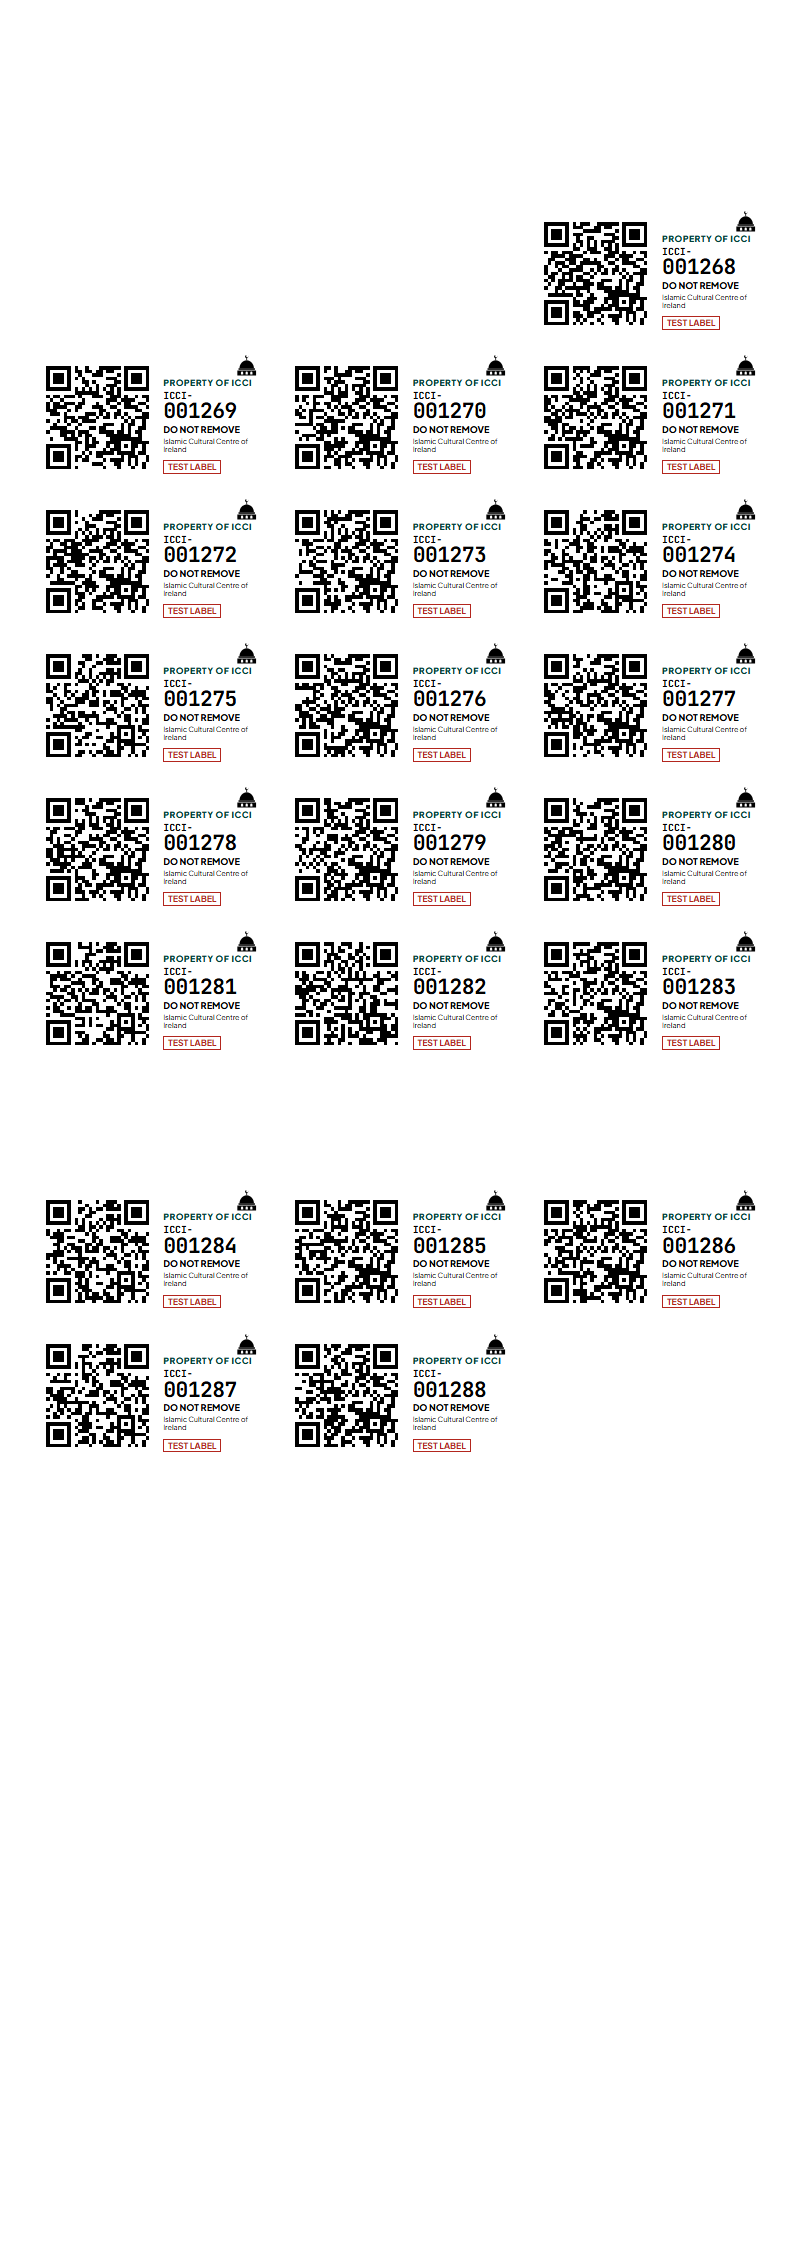 PROPERTY OF ICCI
ICCI-
001268
DO NOT REMOVE
Islamic Cultural Centre of
Ireland
TEST LABEL
PROPERTY OF ICCI
ICCI-
001269
DO NOT REMOVE
Islamic Cultural Centre of
Ireland
TEST LABEL
PROPERTY OF ICCI
ICCI-
001270
DO NOT REMOVE
Islamic Cultural Centre of
Ireland
TEST LABEL
PROPERTY OF ICCI
ICCI-
001271
DO NOT REMOVE
Islamic Cultural Centre of
Ireland
TEST LABEL
PROPERTY OF ICCI
ICCI-
001272
DO NOT REMOVE
Islamic Cultural Centre of
Ireland
TEST LABEL
PROPERTY OF ICCI
ICCI-
001273
DO NOT REMOVE
Islamic Cultural Centre of
Ireland
TEST LABEL
PROPERTY OF ICCI
ICCI-
001274
DO NOT REMOVE
Islamic Cultural Centre of
Ireland
TEST LABEL
PROPERTY OF ICCI
ICCI-
001275
DO NOT REMOVE
Islamic Cultural Centre of
Ireland
TEST LABEL
PROPERTY OF ICCI
ICCI-
001276
DO NOT REMOVE
Islamic Cultural Centre of
Ireland
TEST LABEL
PROPERTY OF ICCI
ICCI-
001277
DO NOT REMOVE
Islamic Cultural Centre of
Ireland
TEST LABEL
PROPERTY OF ICCI
ICCI-
001278
DO NOT REMOVE
Islamic Cultural Centre of
Ireland
TEST LABEL
PROPERTY OF ICCI
ICCI-
001279
DO NOT REMOVE
Islamic Cultural Centre of
Ireland
TEST LABEL
PROPERTY OF ICCI
ICCI-
001280
DO NOT REMOVE
Islamic Cultural Centre of
Ireland
TEST LABEL
PROPERTY OF ICCI
ICCI-
001281
DO NOT REMOVE
Islamic Cultural Centre of
Ireland
TEST LABEL
PROPERTY OF ICCI
ICCI-
001282
DO NOT REMOVE
Islamic Cultural Centre of
Ireland
TEST LABEL
PROPERTY OF ICCI
ICCI-
001283
DO NOT REMOVE
Islamic Cultural Centre of
Ireland
TEST LABEL
PROPERTY OF ICCI
ICCI-
001284
DO NOT REMOVE
Islamic Cultural Centre of
Ireland
TEST LABEL
PROPERTY OF ICCI
ICCI-
001285
DO NOT REMOVE
Islamic Cultural Centre of
Ireland
TEST LABEL
PROPERTY OF ICCI
ICCI-
001286
DO NOT REMOVE
Islamic Cultural Centre of
Ireland
TEST LABEL
PROPERTY OF ICCI
ICCI-
001287
DO NOT REMOVE
Islamic Cultural Centre of
Ireland
TEST LABEL
PROPERTY OF ICCI
ICCI-
001288
DO NOT REMOVE
Islamic Cultural Centre of
Ireland
TEST LABEL